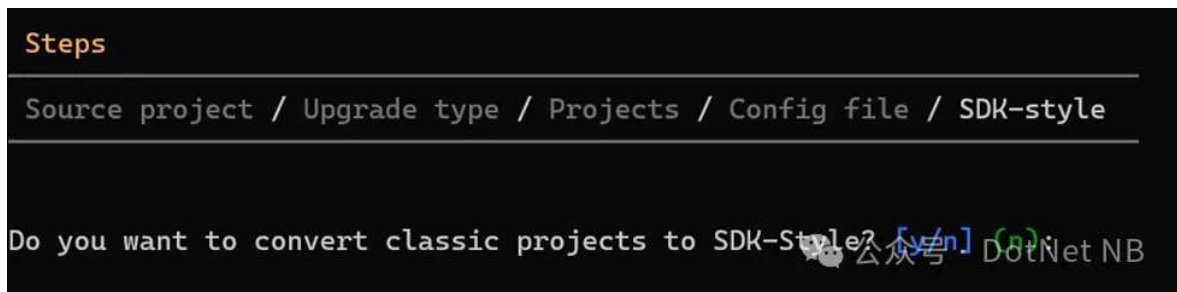 Steps
Source project / Upgrade type / Projects / Config file / SDK-style
Do you want to convert classic projects to SDK-Style? [y/n] (n):
公众号 · DotNet NB